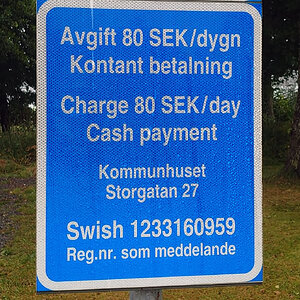 Avgift 80 SEK/dygn
Kontant betalning
Charge 80 SEK/day
Cash payment
Kommunhuset
Storgatan 27
Swish 1233160959
Reg.nr. som meddelande